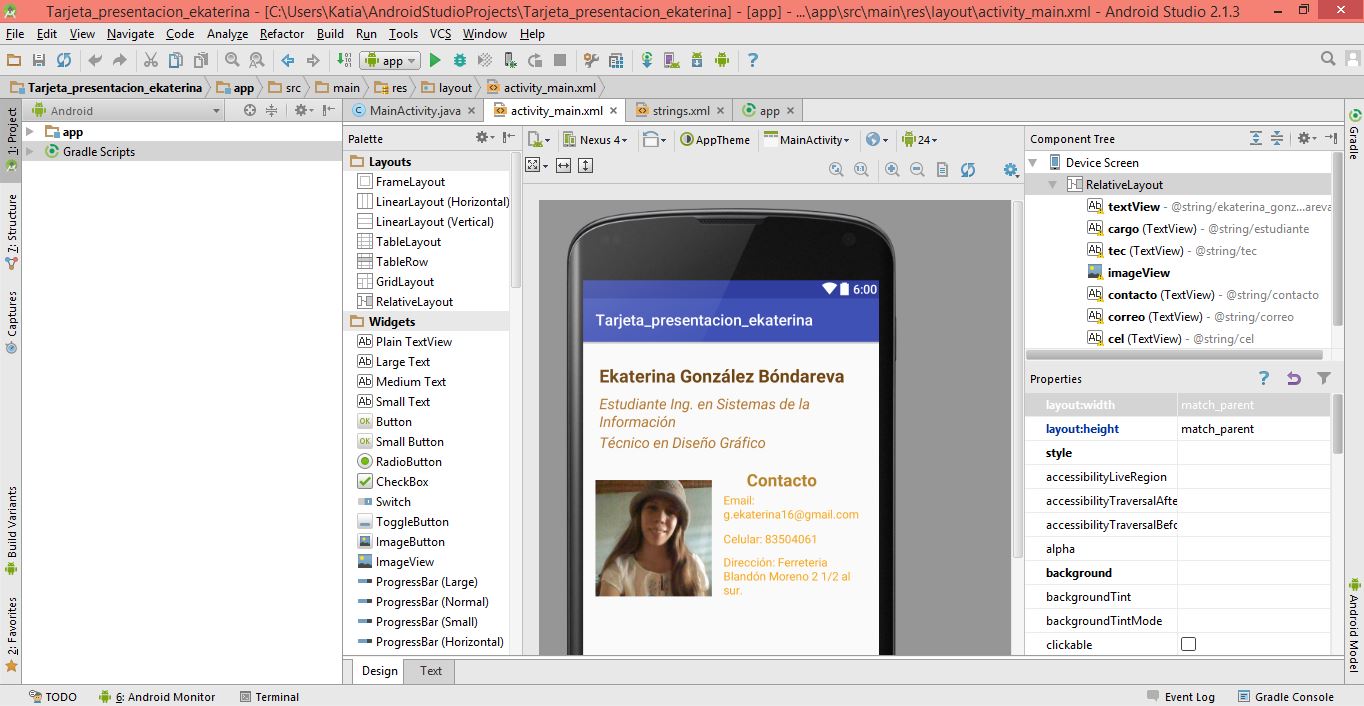 Tarjeta_presentacion_ekaterina - [C:\Users\Katia\AndroidStudioProjects\Tarjeta_presentacion_ekaterina] - [app] - ...\app\src\main\res\layout\activity_main.xml - Android Studio 2.1.3
File Edit View Navigate Code Analyze Refactor Build Run Tools VCS Window Help
app
Tarjeta_presentacion_ekaterina app src main res layout activity_main.xml
1: Project
7: Structure
Captures
Build Variants
2: Favorites
Android
app
Gradle Scripts
MainActivity.java activity_main.xml strings.xml app
Palette
Layouts
FrameLayout
LinearLayout (Horizontal)
LinearLayout (Vertical)
TableLayout
TableRow
GridLayout
RelativeLayout
Widgets
Plain TextView
Large Text
Medium Text
Small Text
Button
Small Button
RadioButton
CheckBox
Switch
ToggleButton
ImageButton
ImageView
ProgressBar (Large)
ProgressBar (Normal)
ProgressBar (Small)
ProgressBar (Horizontal)
Nexus 4 AppTheme MainActivity 24
6:00
Tarjeta_presentacion_ekaterina
Ekaterina González Bóndareva
Estudiante Ing. en Sistemas de la
Información
Técnico en Diseño Gráfico
Contacto
Email:
g.ekaterina16@gmail.com
Celular: 83504061
Dirección: Ferreteria
Blandón Moreno 2 1/2 al
sur.
Design Text
Component Tree
Device Screen
RelativeLayout
textView - @string/ekaterina_gonz...areva
cargo (TextView) - @string/estudiante
tec (TextView) - @string/tec
imageView
contacto (TextView) - @string/contacto
correo (TextView) - @string/correo
cel (TextView) - @string/cel
Properties
layout:width match_parent
layout:height match_parent
style
accessibilityLiveRegion
accessibilityTraversalAfte
accessibilityTraversalBefo
alpha
background
backgroundTint
backgroundTintMode
clickable
Gradle
Android Model
TODO 6: Android Monitor Terminal Event Log Gradle Console